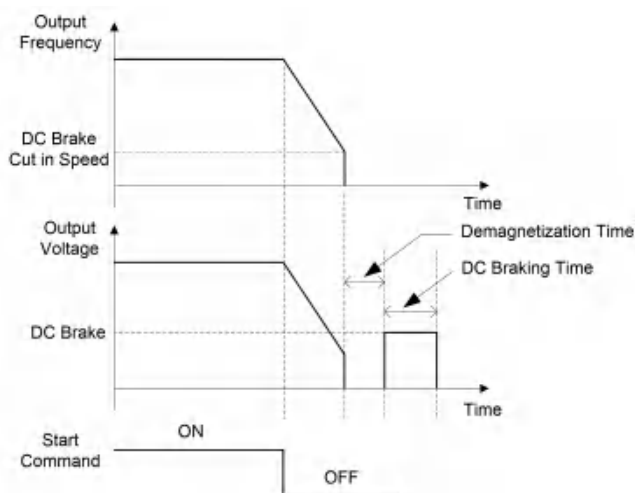 Output
Frequency
DC Brake
Cut in Speed
Time
Output
Voltage
Demagnetization Time
DC Braking Time
DC Brake
Time
Start
Command
ON
OFF